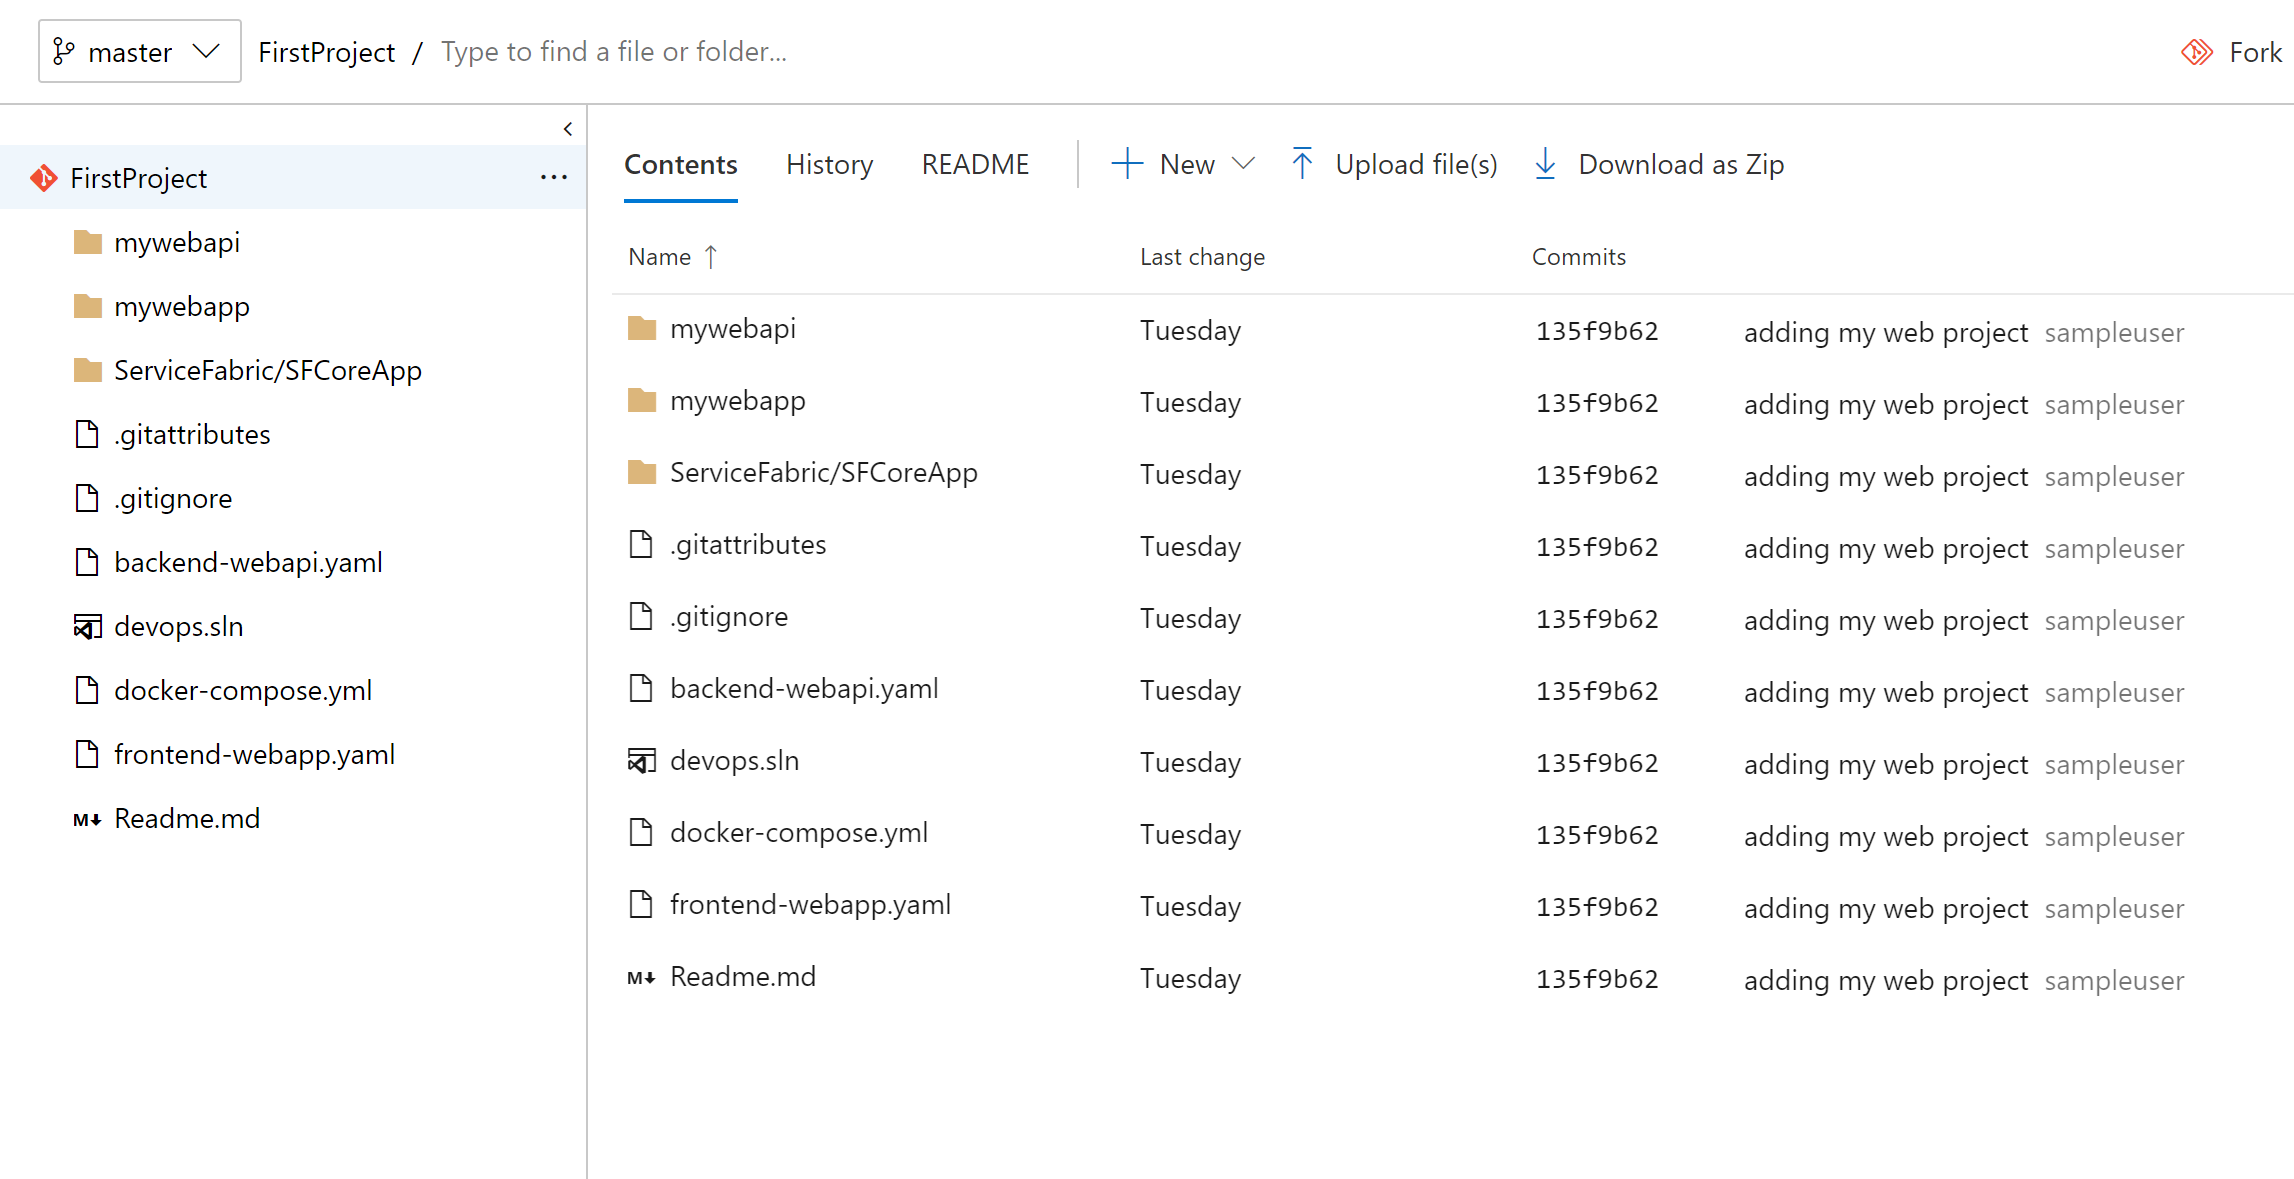 master FirstProject / Type to find a file or folder... Fork
FirstProject ...
mywebapi
mywebapp
ServiceFabric/SFCoreApp
.gitattributes
.gitignore
backend-webapi.yaml
devops.sln
docker-compose.yml
frontend-webapp.yaml
M Readme.md
Contents History README New Upload file(s) Download as Zip
Name Last change Commits
mywebapi Tuesday 135f9b62 adding my web project sampleuser
mywebapp Tuesday 135f9b62 adding my web project sampleuser
ServiceFabric/SFCoreApp Tuesday 135f9b62 adding my web project sampleuser
.gitattributes Tuesday 135f9b62 adding my web project sampleuser
.gitignore Tuesday 135f9b62 adding my web project sampleuser
backend-webapi.yaml Tuesday 135f9b62 adding my web project sampleuser
devops.sln Tuesday 135f9b62 adding my web project sampleuser
docker-compose.yml Tuesday 135f9b62 adding my web project sampleuser
frontend-webapp.yaml Tuesday 135f9b62 adding my web project sampleuser
M Readme.md Tuesday 135f9b62 adding my web project sampleuser